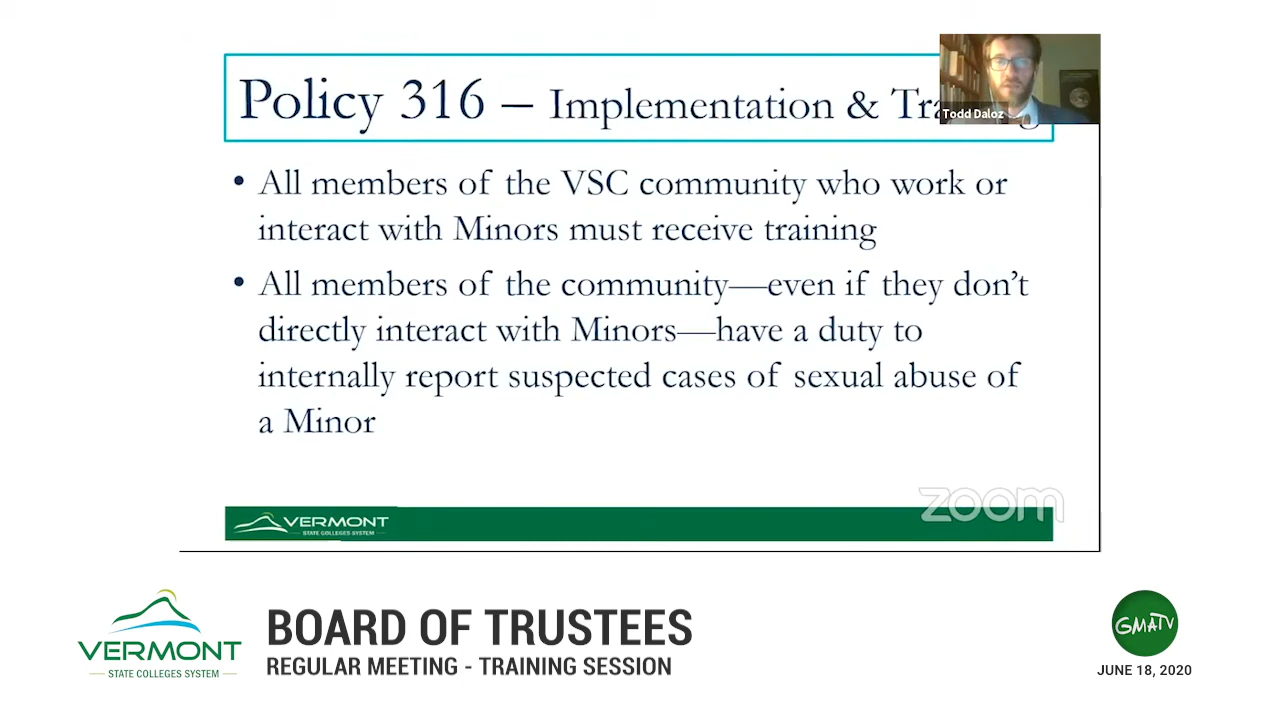 Policy 316 – Implementation & Tra g
Todd Daloz
• All members of the VSC community who work or
interact with Minors must receive training
• All members of the community—even if they don't
directly interact with Minors—have a duty to
internally report suspected cases of sexual abuse of
a Minor
zoom
VERMONT
STATE COLLEGES SYSTEM
VERMONT
STATE COLLEGES SYSTEM
BOARD OF TRUSTEES
REGULAR MEETING - TRAINING SESSION
GMATV
JUNE 18, 2020